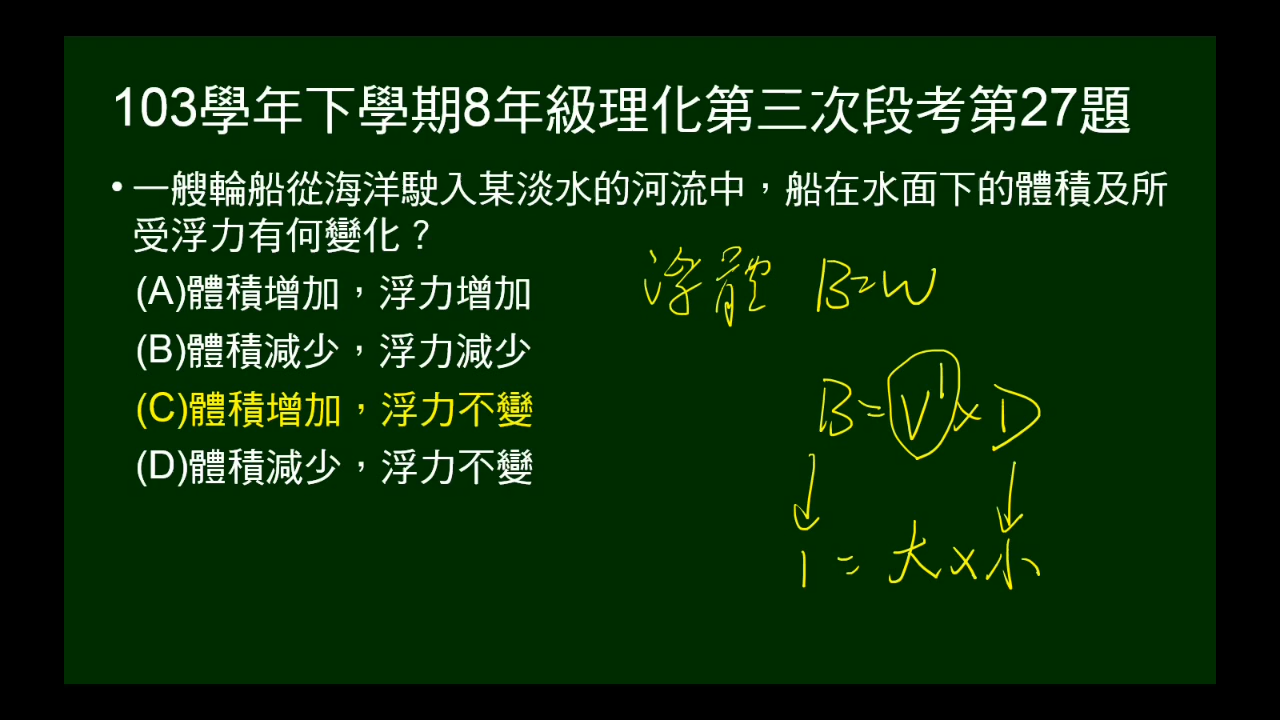 103學年下學期8年級理化第三次段考第27題
•一艘輪船從海洋駛入某淡水的河流中，船在水面下的體積及所
受浮力有何變化？
(A)體積增加，浮力增加
(B)體積減少，浮力減少
(C)體積增加，浮力不變
(D)體積減少，浮力不變
浮體 B=W
B=V'×D
1=大×小